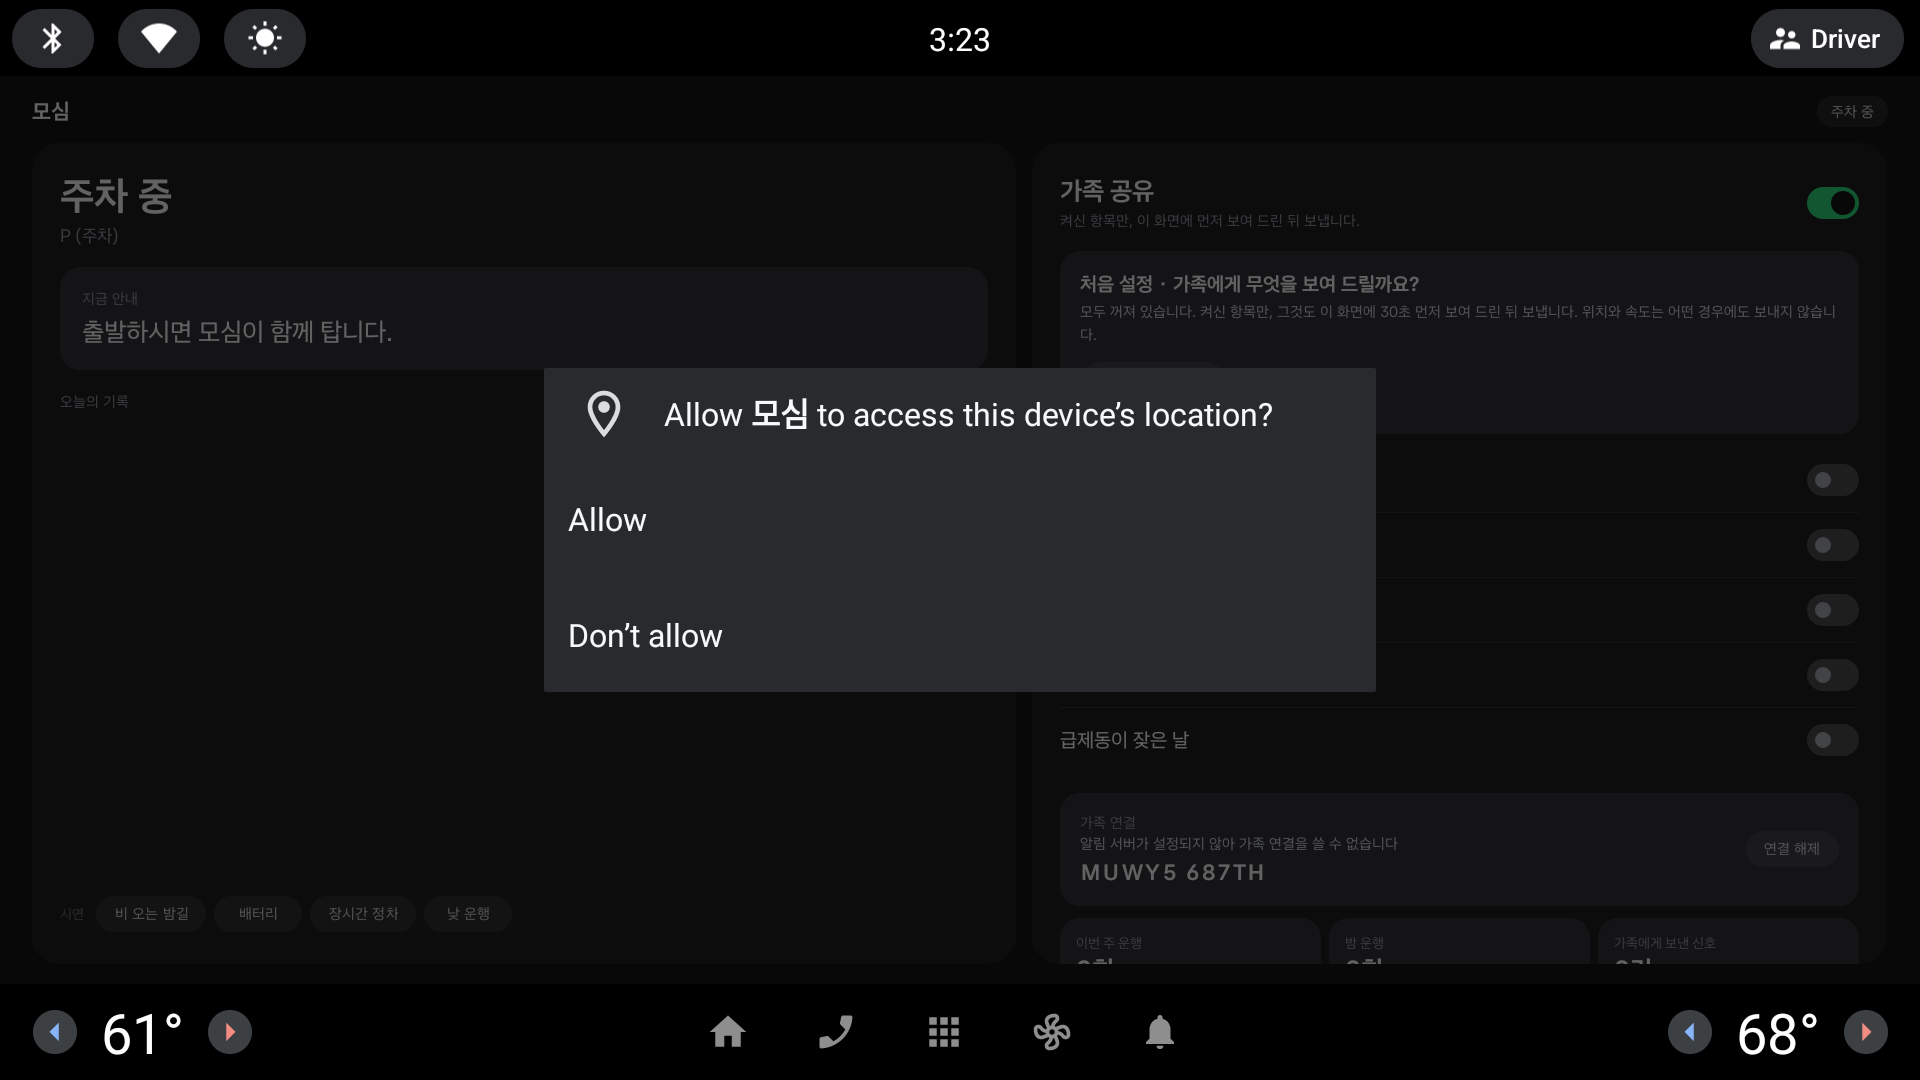 3:23
Driver
모심
주차 중
주차 중
P (주차)
지금 안내
출발하시면 모심이 함께 탑니다.
오늘의 기록
시연
비 오는 밤길
배터리
장시간 정차
낮 운행
가족 공유
켜신 항목만, 이 화면에 먼저 보여 드린 뒤 보냅니다.
처음 설정 · 가족에게 무엇을 보여 드릴까요?
모두 꺼져 있습니다. 켜신 항목만, 그것도 이 화면에 30초 먼저 보여 드린 뒤 보냅니다. 위치와 속도는 어떤 경우에도 보내지 않습니
다.
Allow 모심 to access this device’s location?
Allow
Don’t allow
급제동이 잦은 날
가족 연결
알림 서버가 설정되지 않아 가족 연결을 쓸 수 없습니다
MUWY5 687TH
연결 해제
이번 주 운행
밤 운행
가족에게 보낸 신호
61°
68°